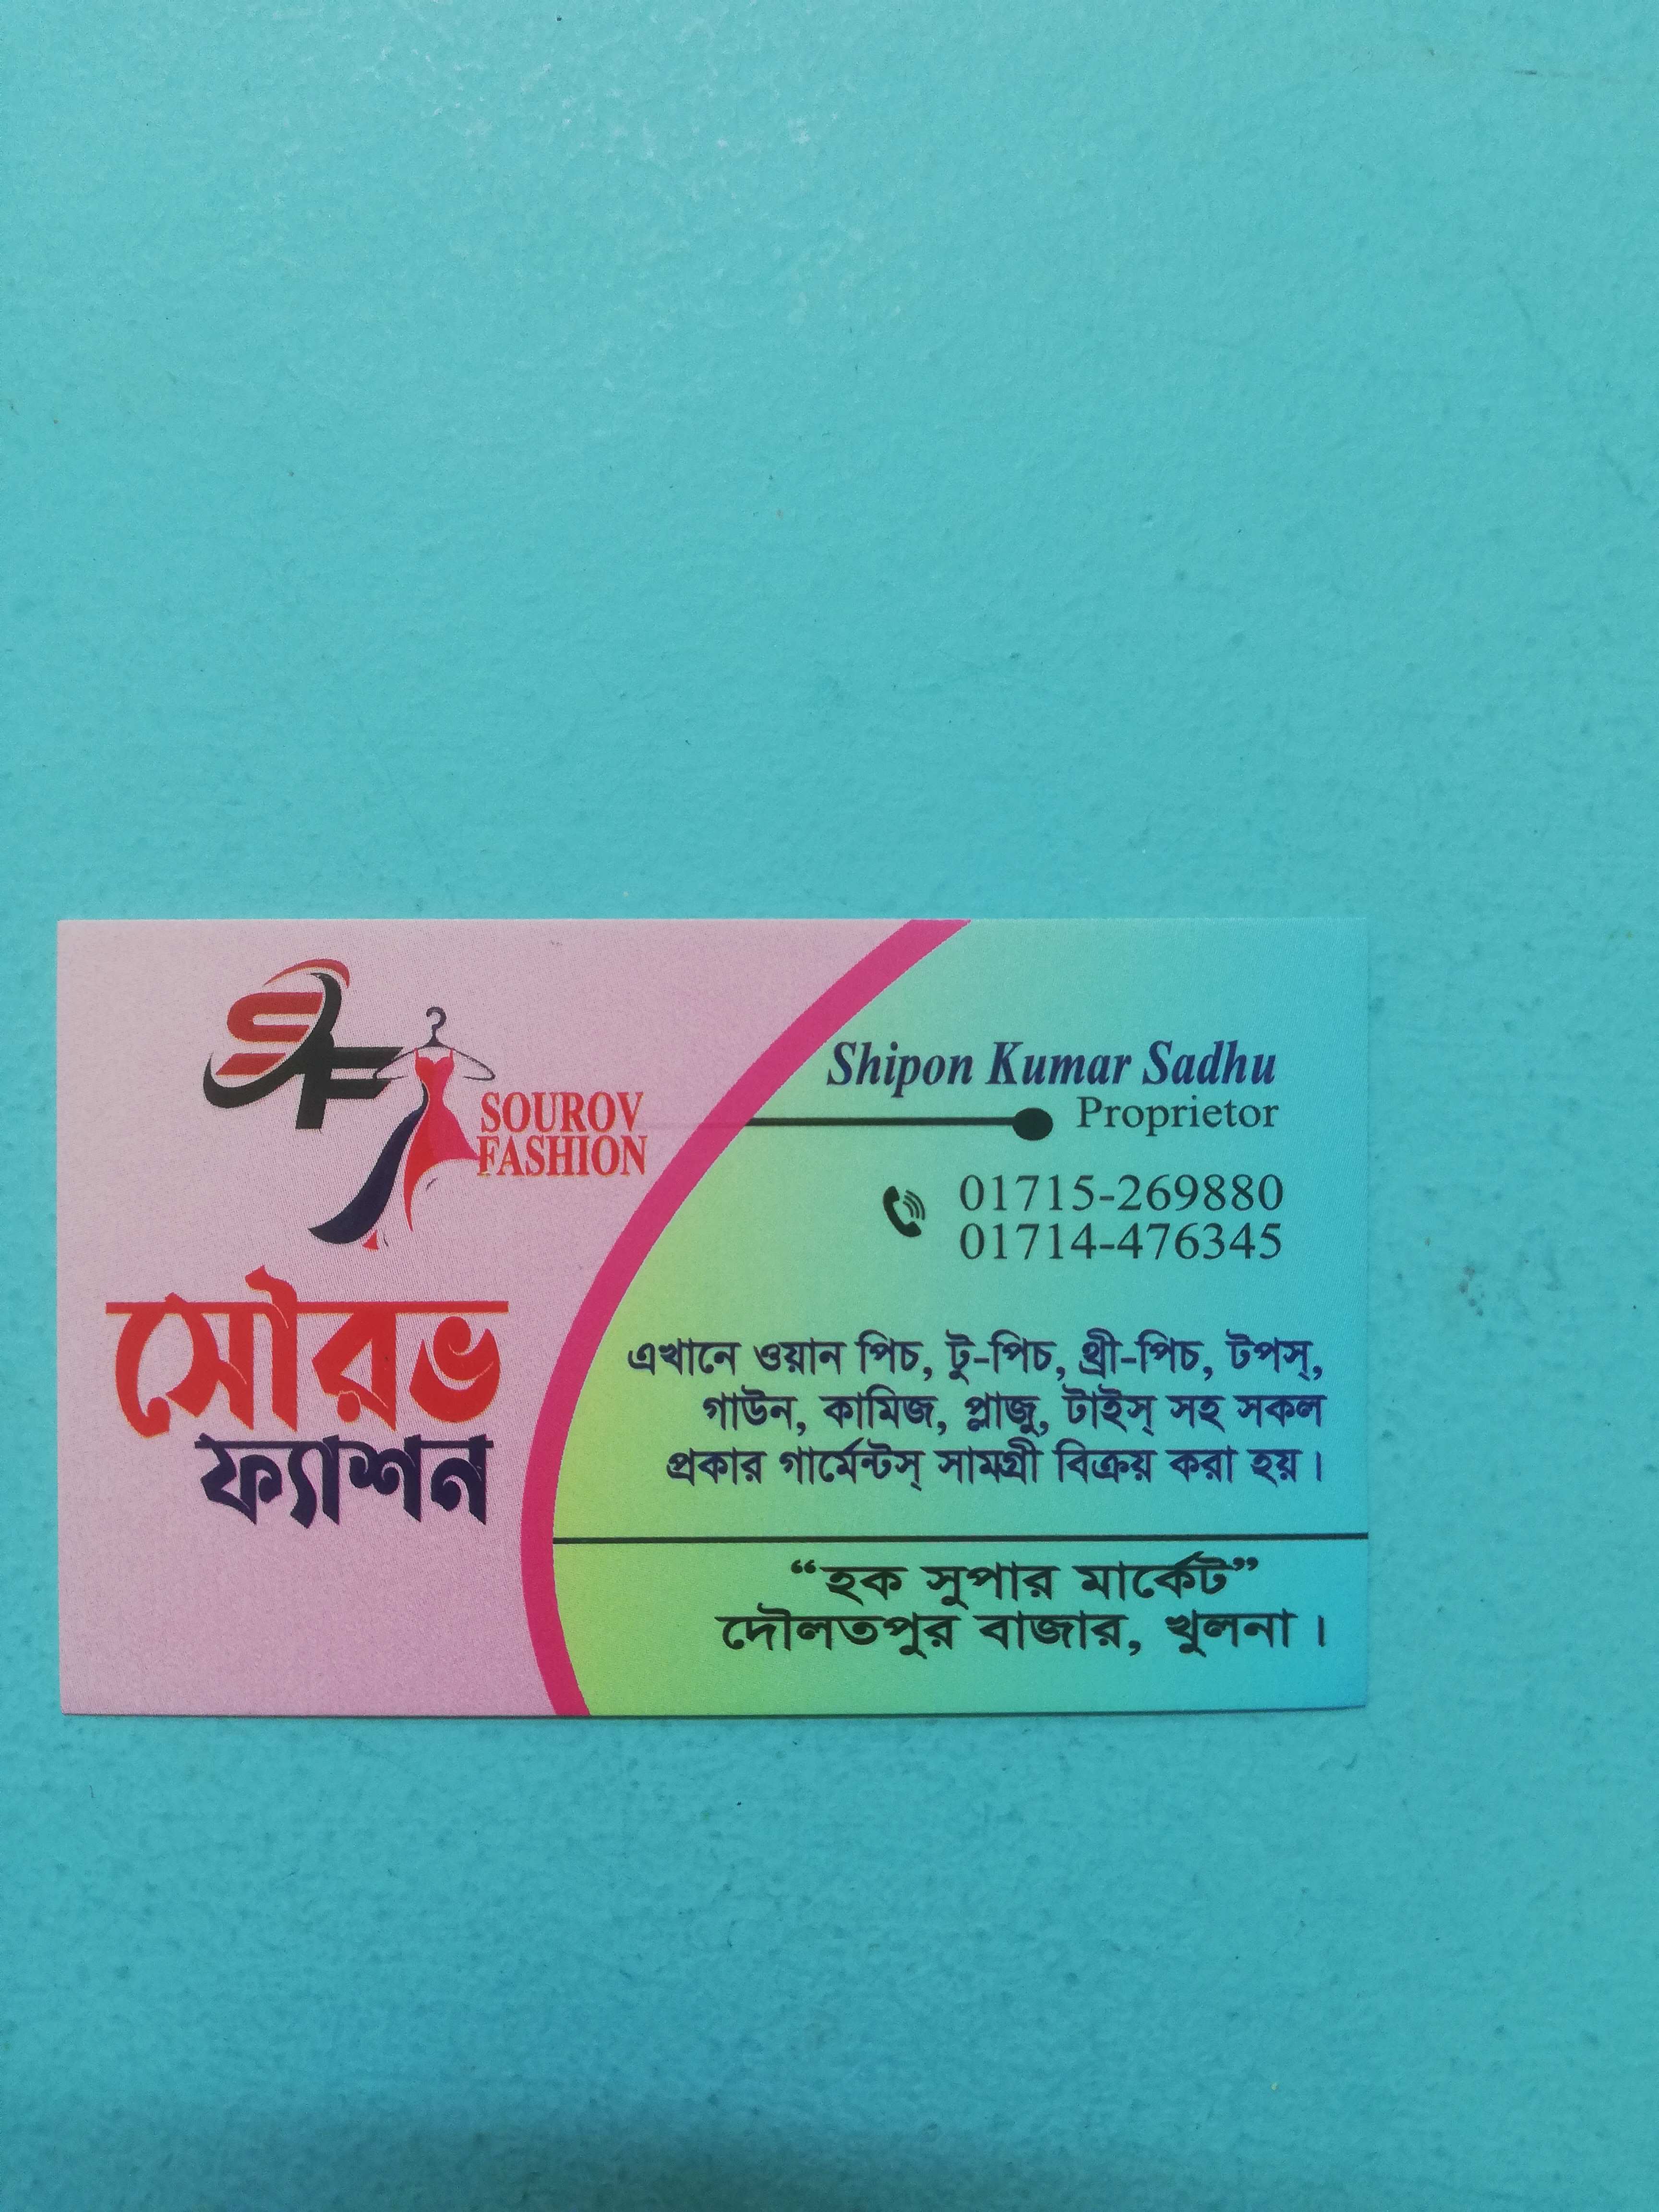 SF
SOUROV
FASHION
সৌরভ
ফ্যাশন
Shipon Kumar Sadhu
Proprietor
01715-269880
01714-476345
এখানে ওয়ান পিচ, টু-পিচ, থ্রী-পিচ, টপস্,
গাউন, কামিজ, প্লাজু, টাইস্ সহ সকল
প্রকার গার্মেন্টস্ সামগ্রী বিক্রয় করা হয়।
“হক সুপার মার্কেট”
দৌলতপুর বাজার, খুলনা।